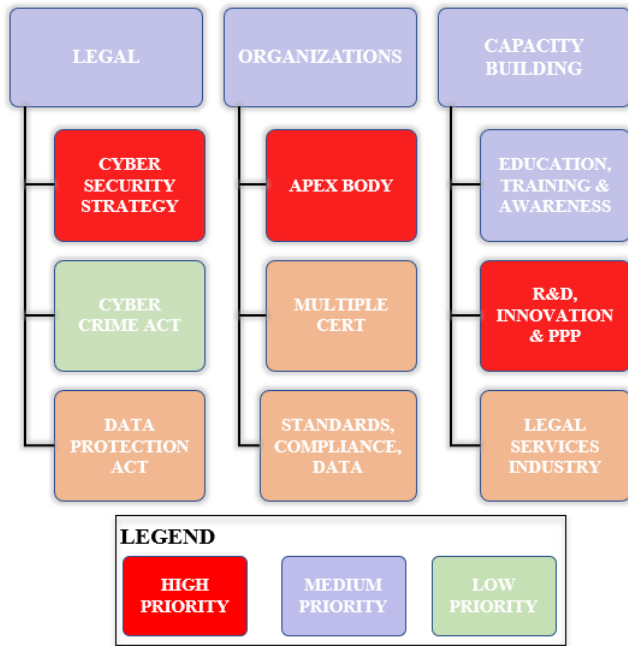 LEGAL
ORGANIZATIONS
CAPACITY
BUILDING
CYBER
SECURITY
STRATEGY
APEX BODY
EDUCATION,
TRAINING &
AWARENESS
CYBER
CRIME ACT
MULTIPLE
CERT
R&D,
INNOVATION
& PPP
DATA
PROTECTION
ACT
STANDARDS,
COMPLIANCE,
DATA
LEGAL
SERVICES
INDUSTRY
LEGEND
HIGH
PRIORITY
MEDIUM
PRIORITY
LOW
PRIORITY